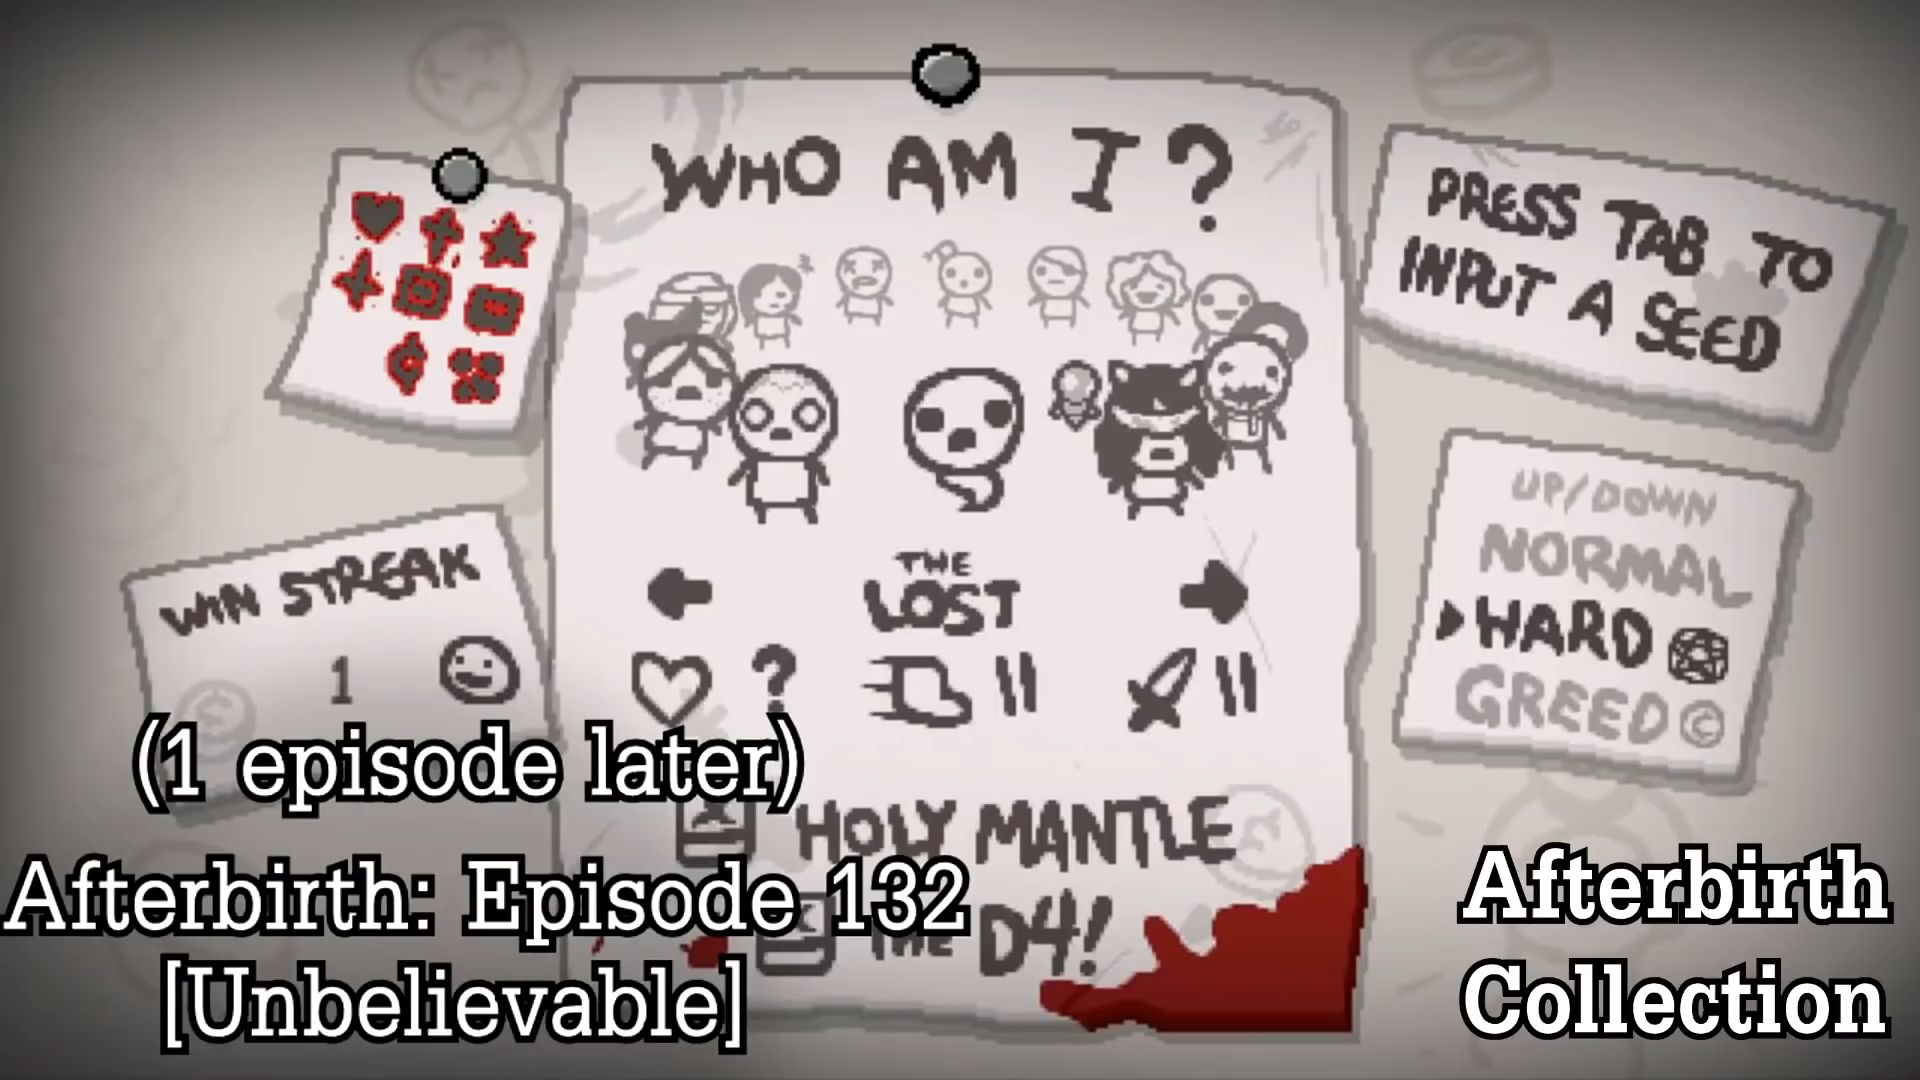 WHO AM I?
PRESS TAB TO
INPUT A SEED
WIN STREAK
1
UP/DOWN
NORMAL
HARD
GREED
THE
LOST
?
HOLY MANTLE
THE D4!
(1 episode later)
Afterbirth: Episode 132
[Unbelievable]
Afterbirth
Collection